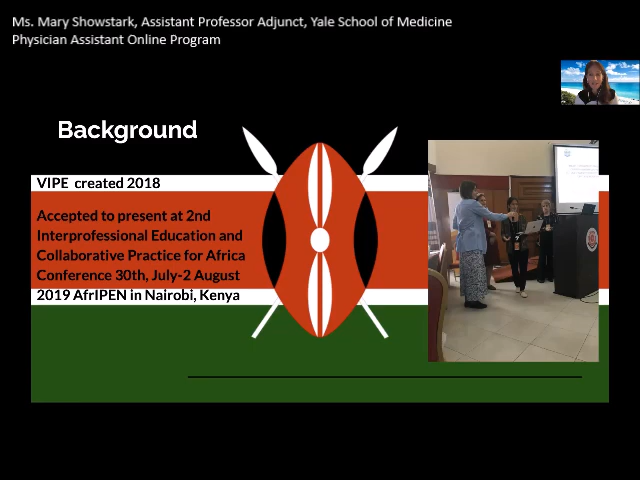 Ms. Mary Showstark, Assistant Professor Adjunct, Yale School of Medicine
Physician Assistant Online Program
Background
VIPE created 2018
Accepted to present at 2nd
Interprofessional Education and
Collaborative Practice for Africa
Conference 30th, July-2 August
2019 AfrIPEN in Nairobi, Kenya